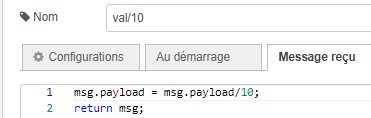 Nom val/10
Configurations Au démarrage Message reçu
1 msg.payload = msg.payload/10;
2 return msg;